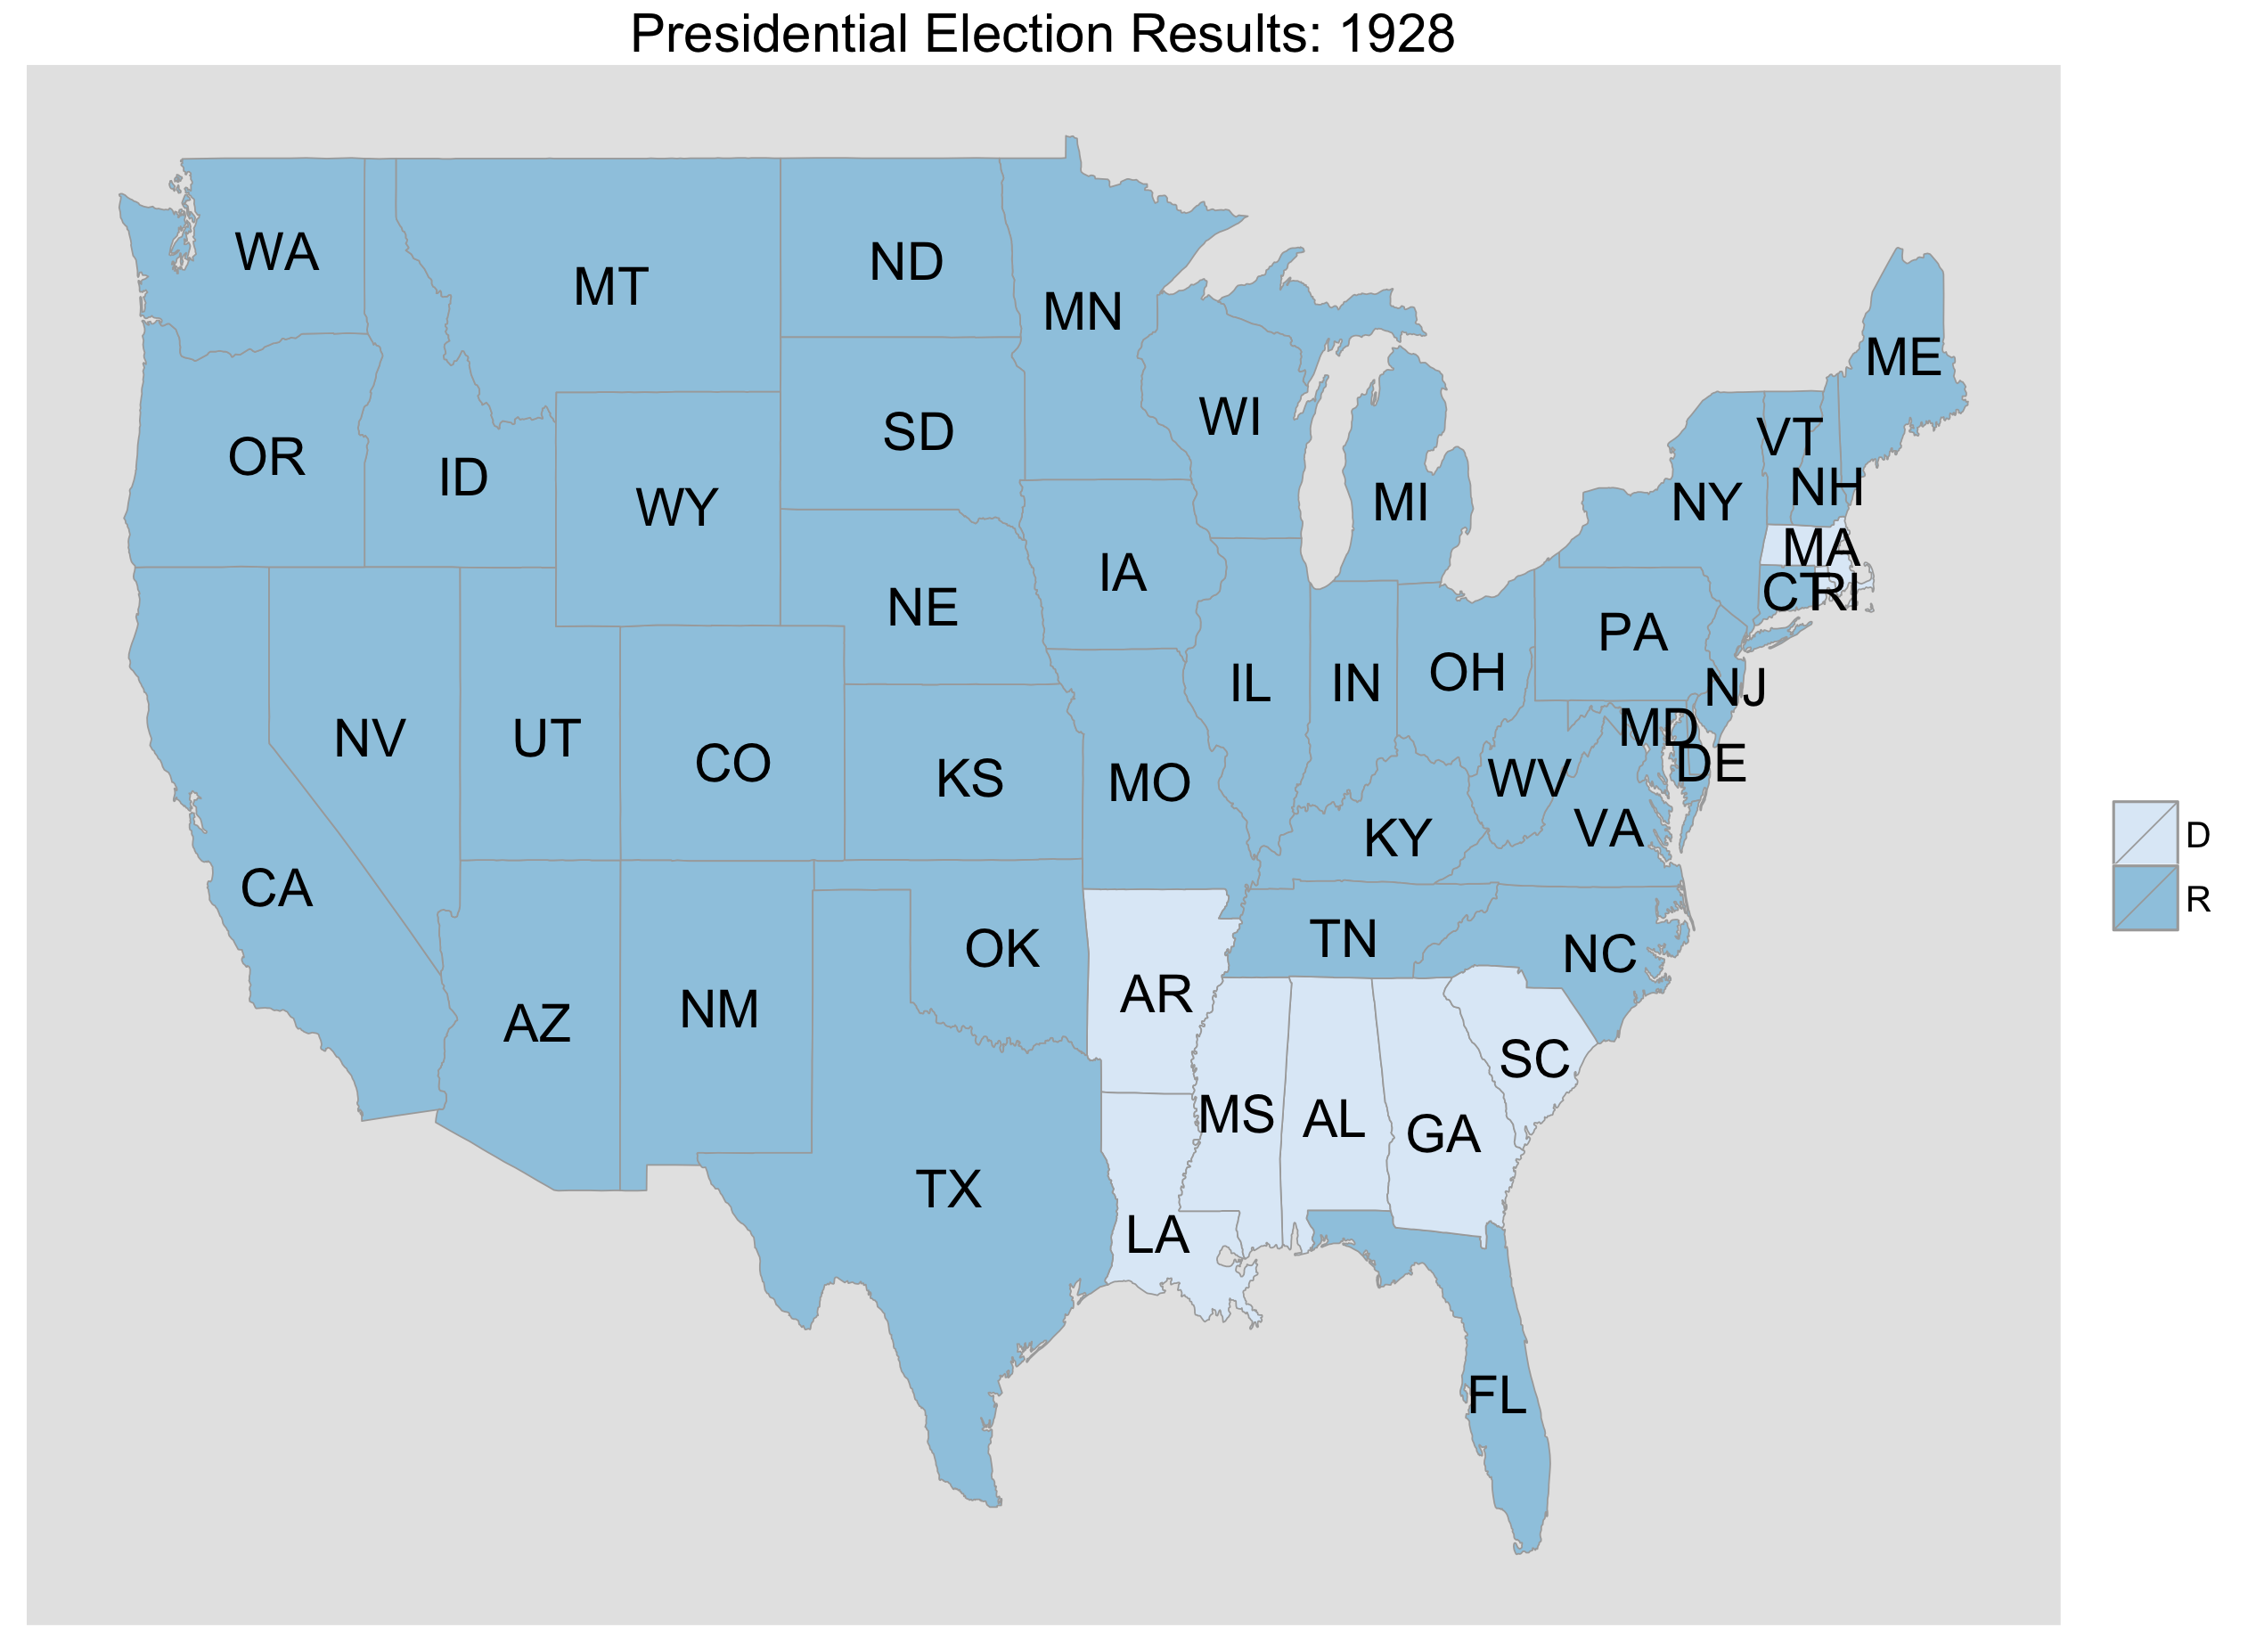 Presidential Election Results: 1928
WA
MT
ND
MN
ME
OR
ID
WY
SD
WI
MI
NY
VT
NH
MA
CT
RI
IA
NE
PA
NJ
NV
UT
CO
KS
MO
IL
IN
OH
MD
DE
WV
VA
KY
CA
AZ
NM
OK
AR
TN
NC
SC
MS
AL
GA
TX
LA
FL
D
R